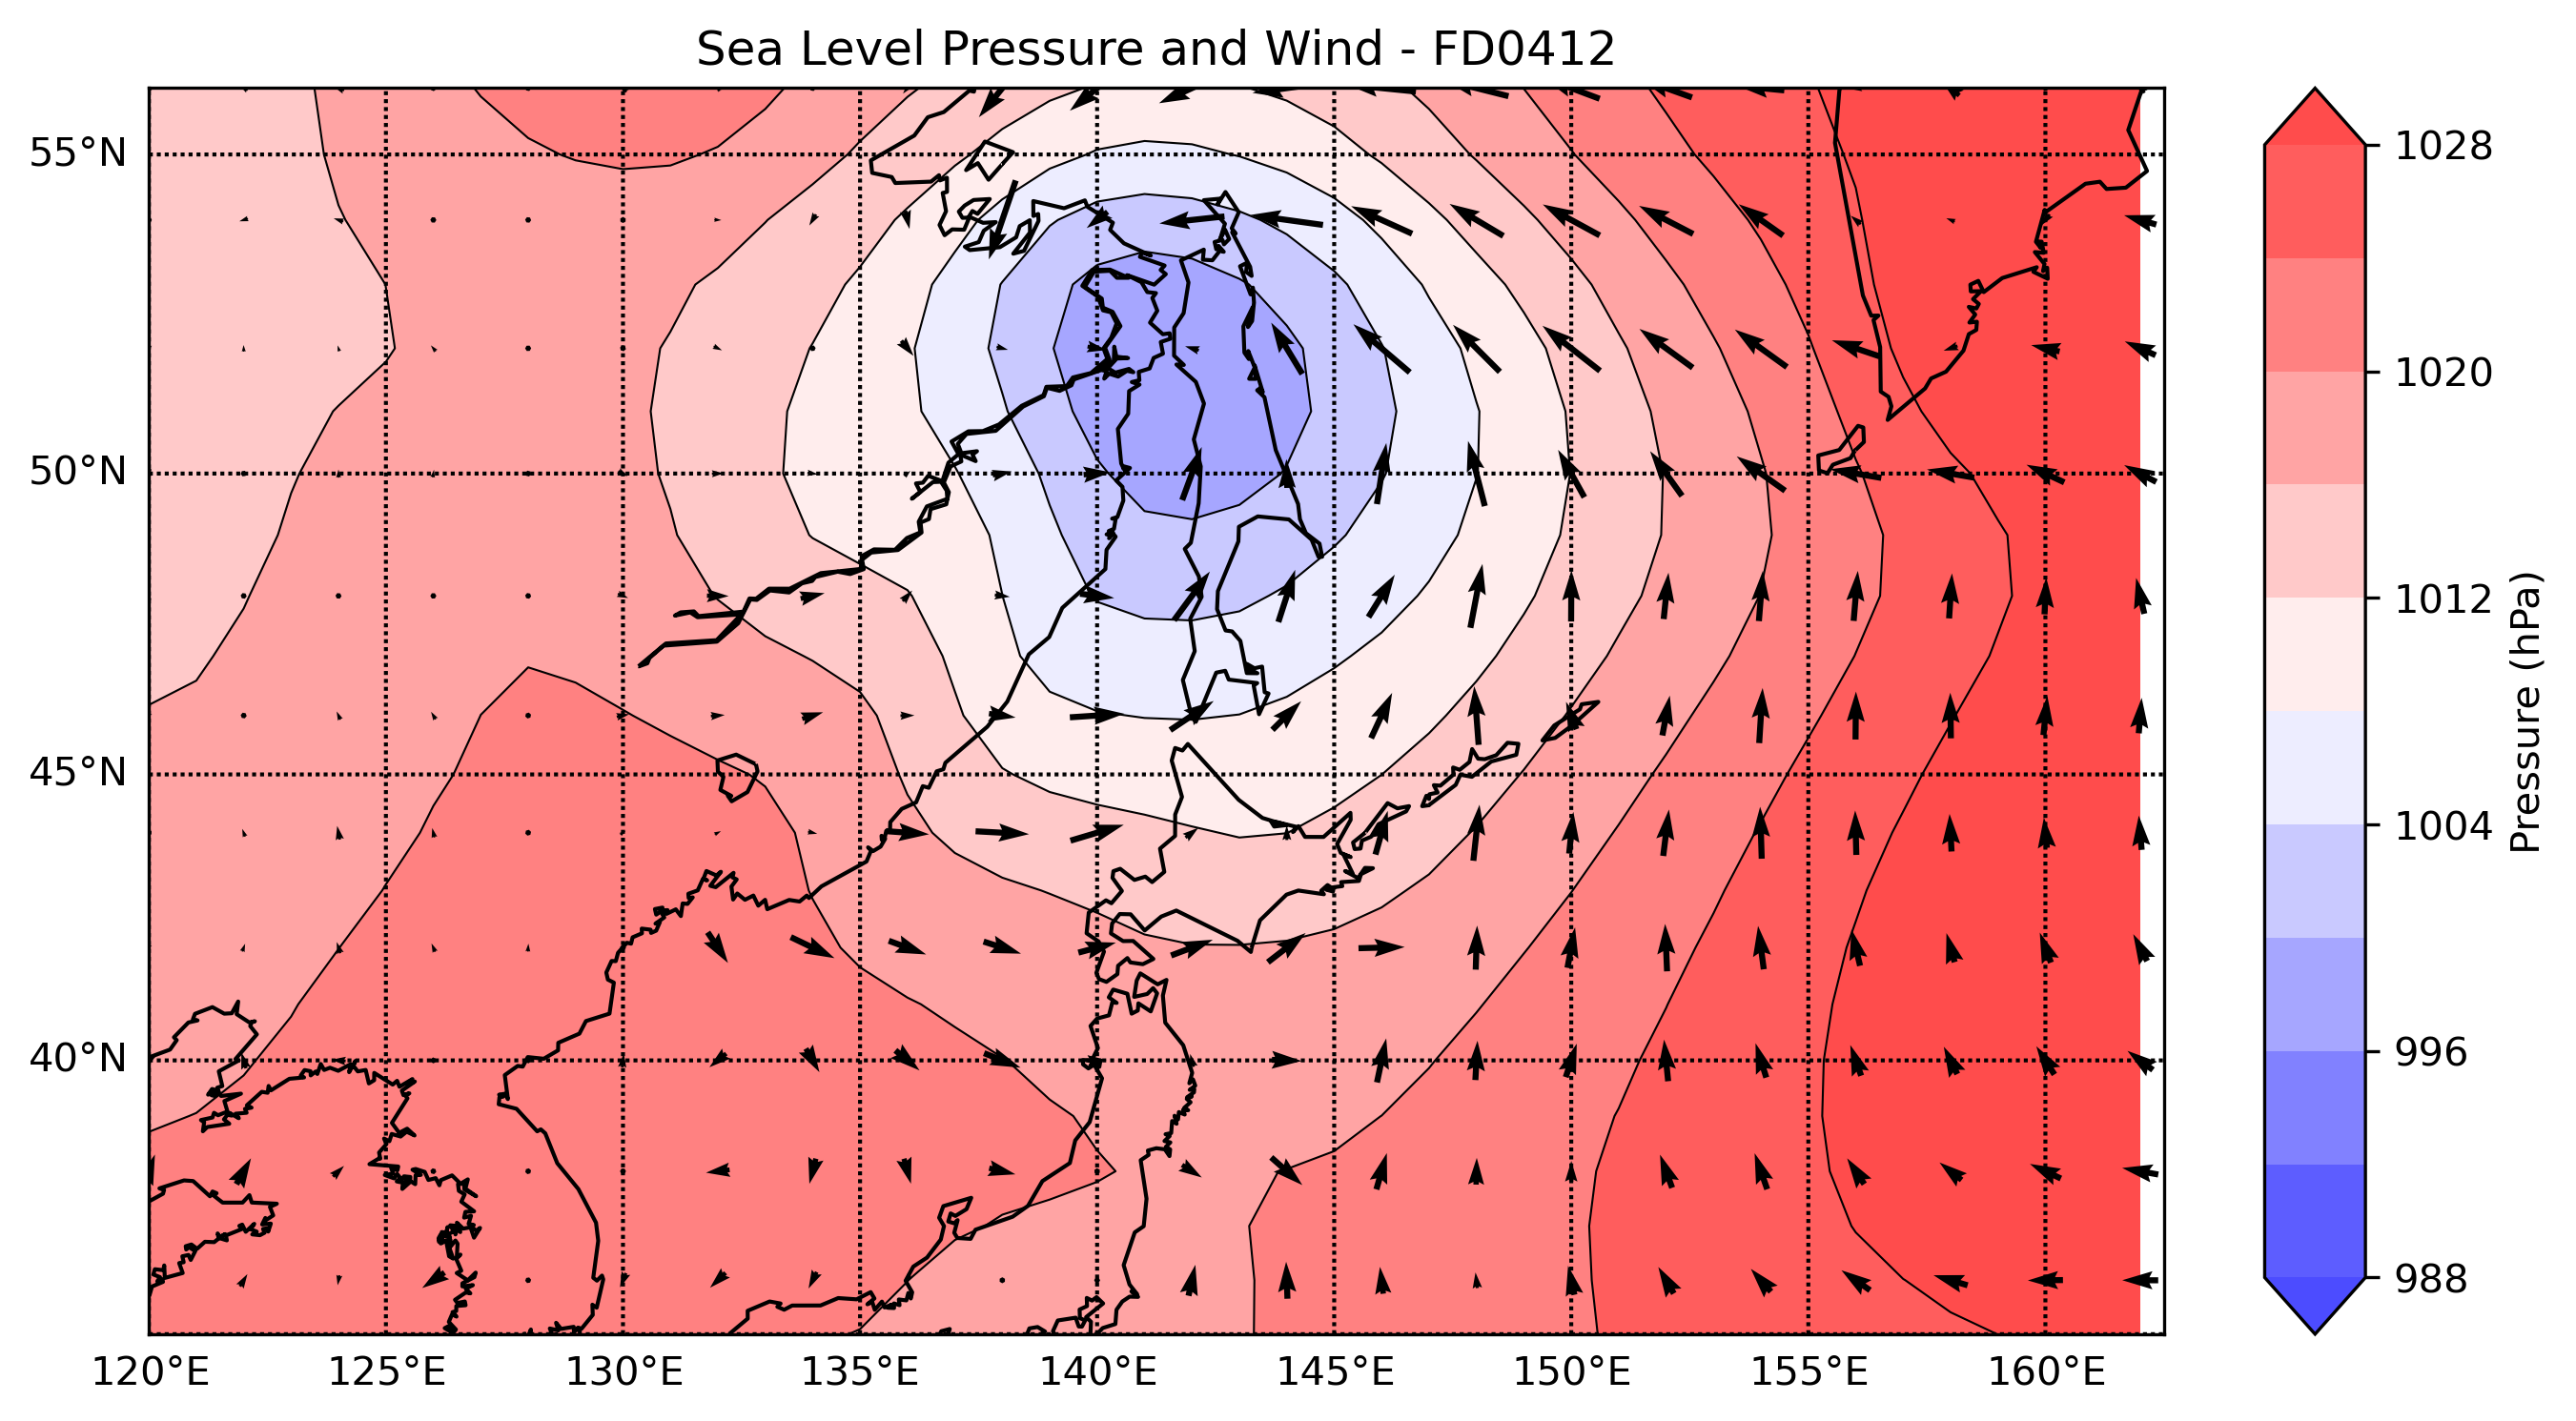 Sea Level Pressure and Wind - FD0412
55°N
50°N
45°N
40°N
120°E
125°E
130°E
135°E
140°E
145°E
150°E
155°E
160°E
1028
1020
1012
1004
996
988
Pressure (hPa)